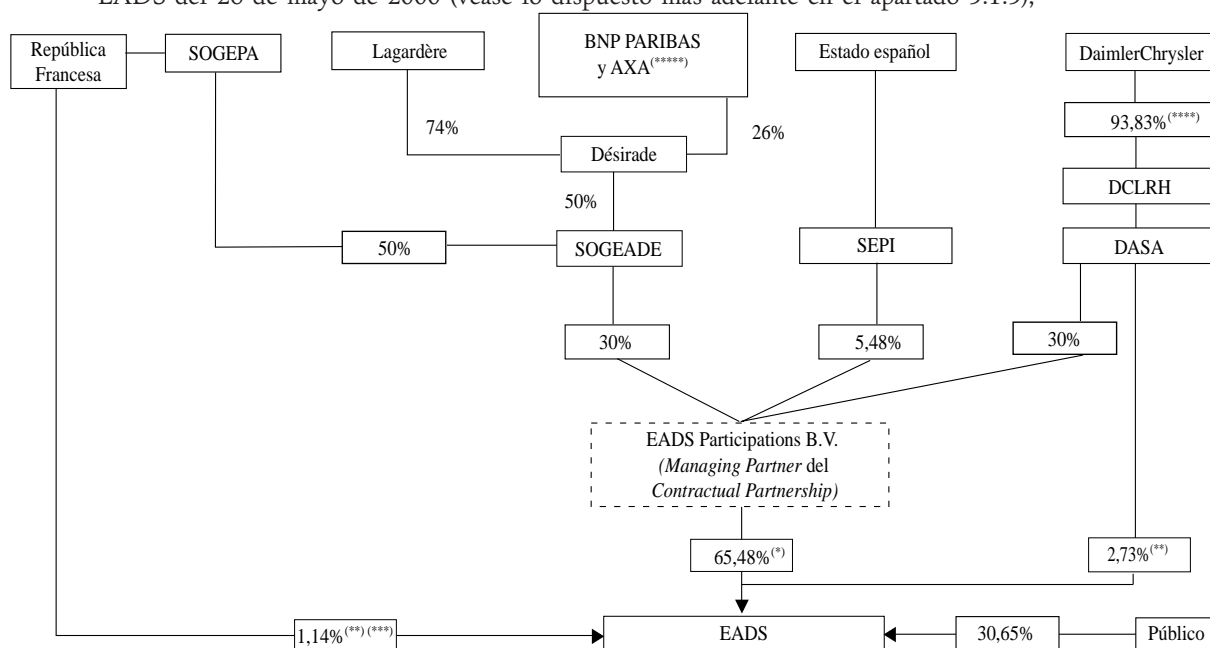 EADS del 26 de mayo de 2000 (véase lo dispuesto más adelante en el apartado 3.1.3);
República
Francesa
SOGEPA
Lagardère
BNP PARIBAS
y AXA(*****)
Estado español
DaimlerChrysler
74%
26%
93,83%(****)
Désirade
DCLRH
50%
50%
SOGEADE
SEPI
DASA
30%
5,48%
30%
EADS Participations B.V.
(Managing Partner del
Contractual Partnership)
65,48%(*)
2,73%(**)
1,14%(**) (***)
EADS
30,65%
Público